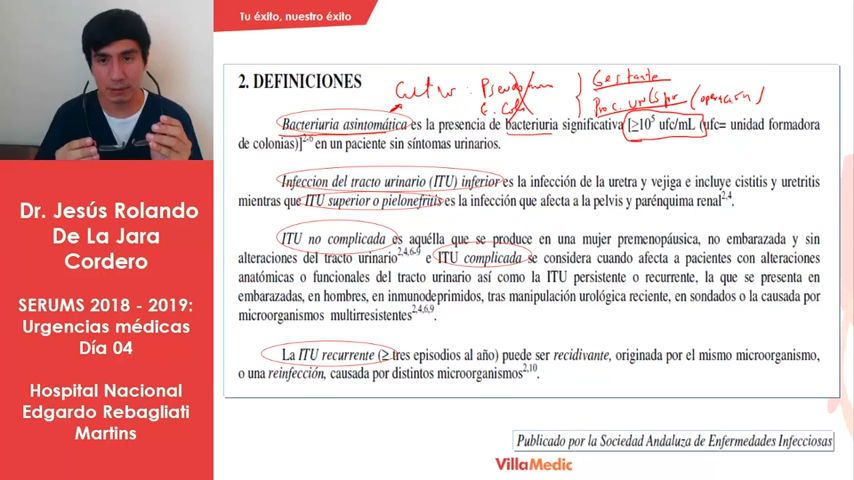 Tu éxito, nuestro éxito
Dr. Jesús Rolando
De La Jara
Cordero
SERUMS 2018 - 2019:
Urgencias médicas
Día 04
Hospital Nacional
Edgardo Rebagliati
Martins
2. DEFINICIONES
E. Coli
Gestante
(operación)
Bacteriuria asintomática es la presencia de bacteriuria significativa [≥10⁵ ufc/mL (ufc= unidad formadora
de colonias)]²⁻⁶ en un paciente sin síntomas urinarios.
Infeccion del tracto urinario (ITU) inferior es la infección de la uretra y vejiga e incluye cistitis y uretritis
mientras que ITU superior o pielonefritis es la infección que afecta a la pelvis y parénquima renal²,⁴.
ITU no complicada es aquélla que se produce en una mujer premenopáusica, no embarazada y sin
alteraciones del tracto urinario²,⁴,⁶⁻⁹ e ITU complicada se considera cuando afecta a pacientes con alteraciones
anatómicas o funcionales del tracto urinario así como la ITU persistente o recurrente, la que se presenta en
embarazadas, en hombres, en inmunodeprimidos, tras manipulación urológica reciente, en sondados o la causada por
microorganismos multirresistentes²,⁴,⁶,⁹.
La ITU recurrente (≥ tres episodios al año) puede ser recidivante, originada por el mismo microorganismo,
o una reinfección, causada por distintos microorganismos²,¹⁰.
Publicado por la Sociedad Andaluza de Enfermedades Infecciosas
VillaMedic